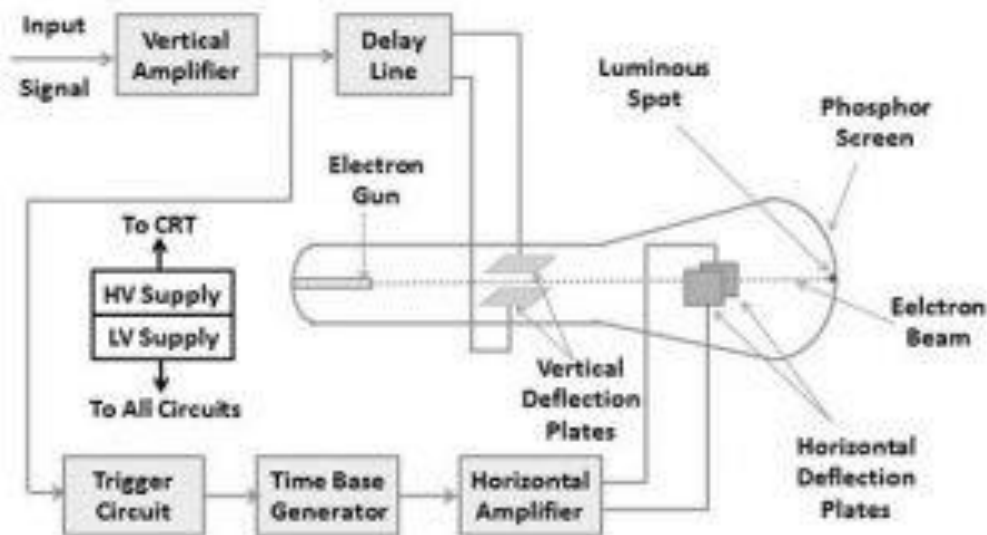 Input
Signal
Vertical
Amplifier
Delay
Line
Luminous
Spot
Phosphor
Screen
Electron
Gun
To CRT
HV Supply
LV Supply
To All Circuits
Eelctron
Beam
Vertical
Deflection
Plates
Horizontal
Deflection
Plates
Trigger
Circuit
Time Base
Generator
Horizontal
Amplifier